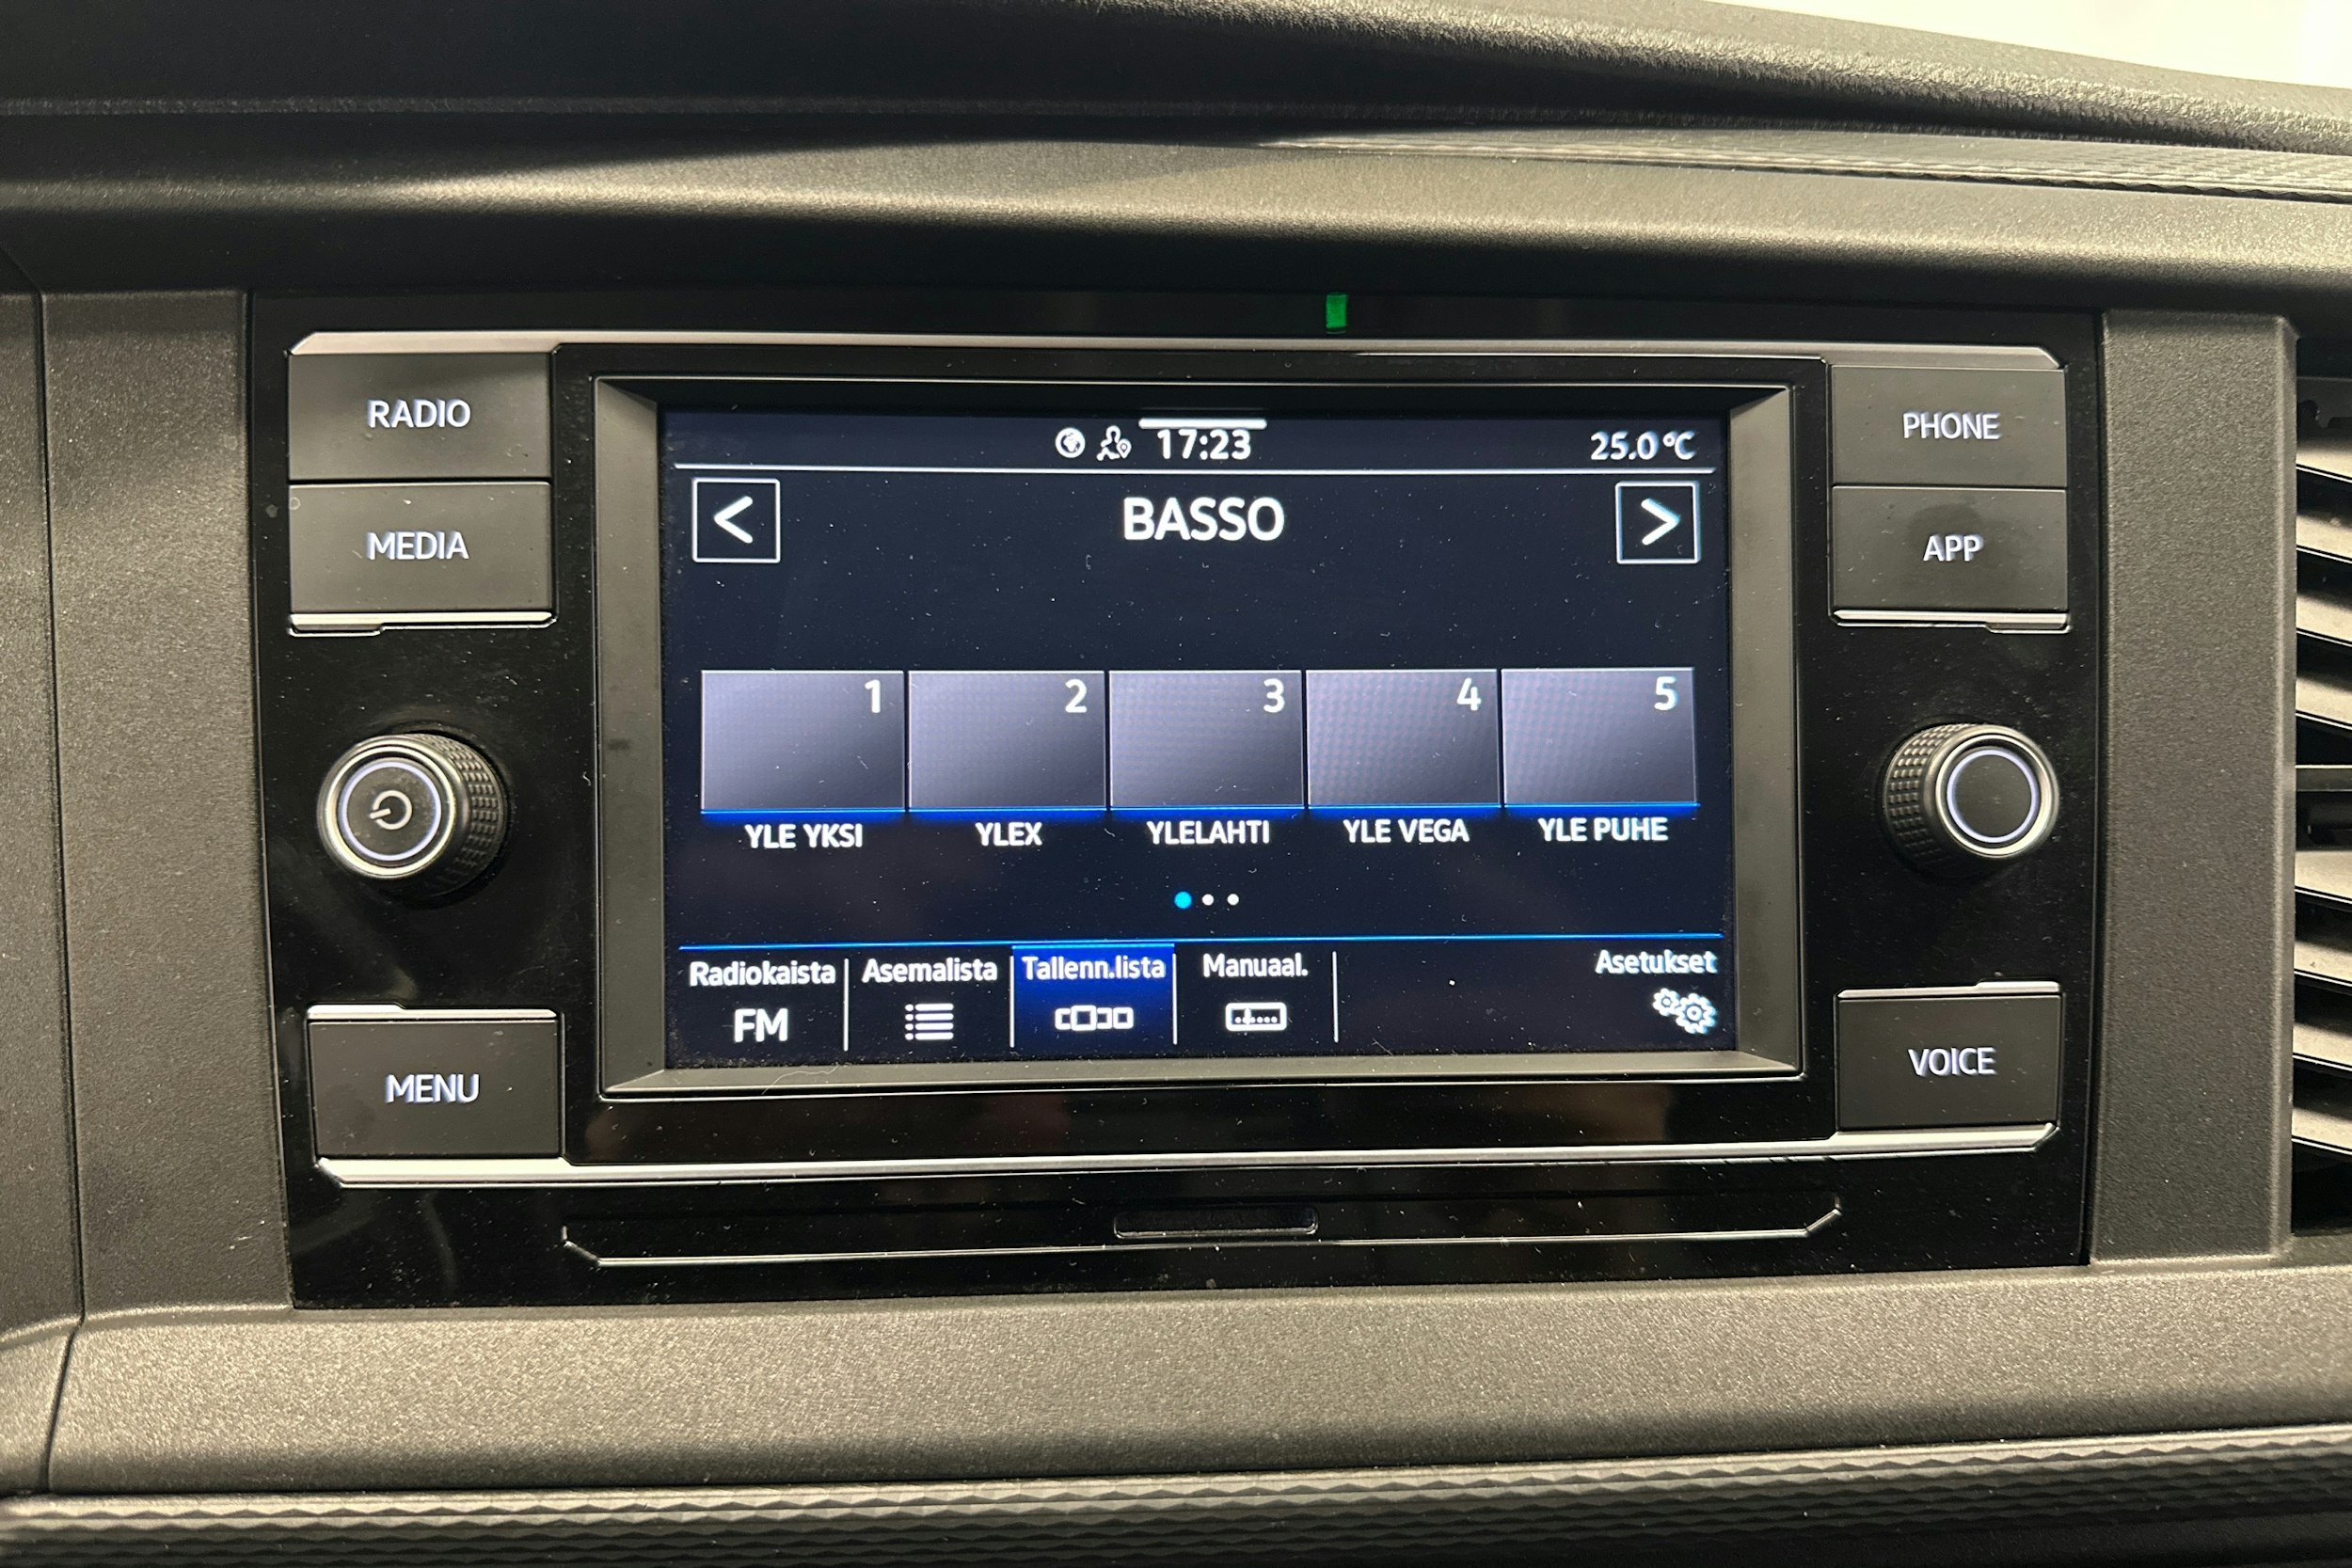 RADIO
MEDIA
MENU
17:23
25.0°C
<
BASSO
>
1 2 3 4 5
YLE YKSI YLEX YLELAHTI YLE VEGA YLE PUHE
Radiokaista Asemalista Tallenn.lista Manuaal. Asetukset
FM
PHONE
APP
VOICE